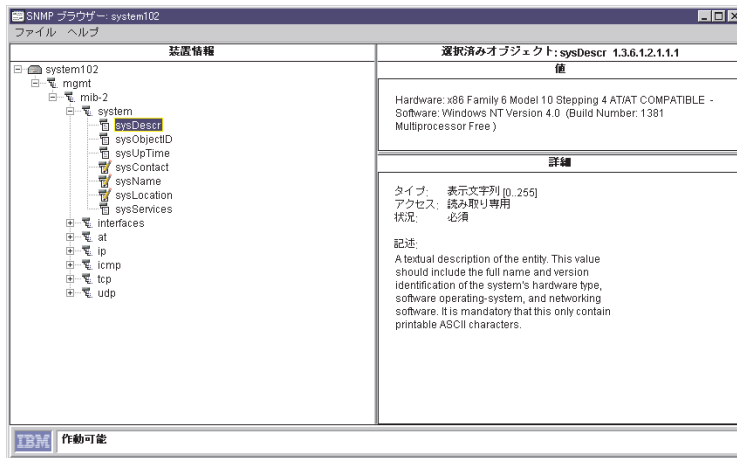 SNMP ブラウザー: system102
ファイル ヘルプ
装置情報
system102
mgmt
mib-2
system
sysDescr
sysObjectID
sysUpTime
sysContact
sysName
sysLocation
sysServices
interfaces
at
ip
icmp
tcp
udp
選択済みオブジェクト: sysDescr 1.3.6.1.2.1.1.1
値
Hardware: x86 Family 6 Model 10 Stepping 4 AT/AT COMPATIBLE -
Software: Windows NT Version 4.0 (Build Number: 1381
Multiprocessor Free )
詳細
タイプ: 表示文字列 [0..255]
アクセス: 読み取り専用
状況: 必須
記述:
A textual description of the entity. This value
should include the full name and version
identification of the system's hardware type,
software operating-system, and networking
software. It is mandatory that this only contain
printable ASCII characters.
IBM 作動可能